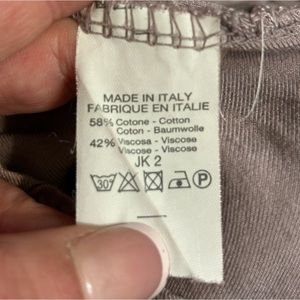 MADE IN ITALY
FABRIQUE EN ITALIE
58% Cotone - Cotton
Coton - Baumwolle
42% Viscosa - Viscose
Viscose - Viscose
JK 2
30° P